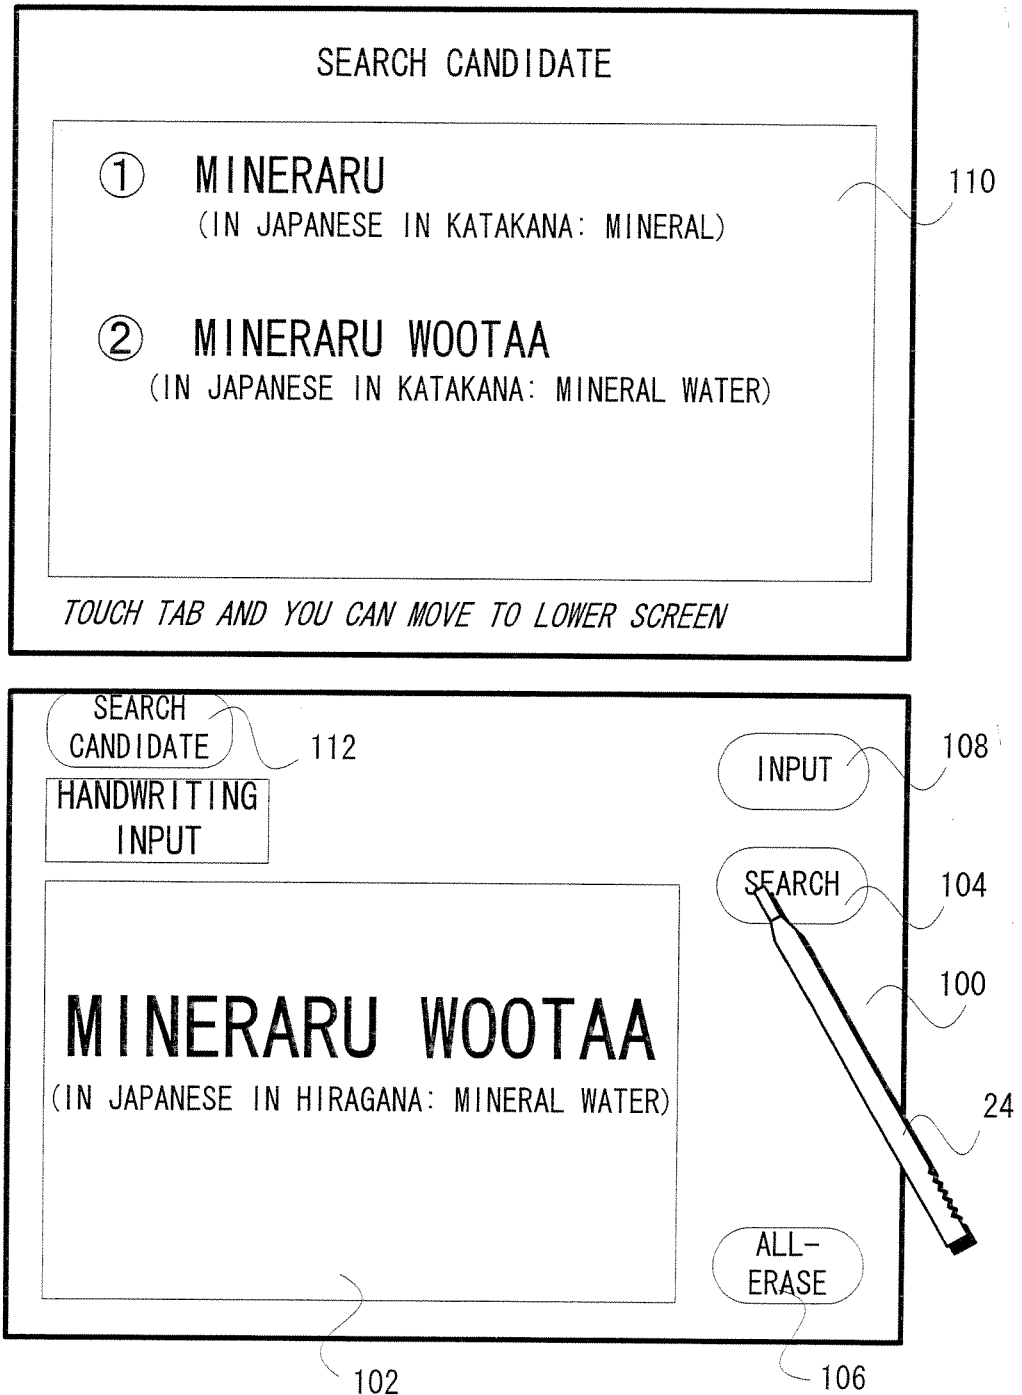 SEARCH CANDIDATE
① MINERARU
(IN JAPANESE IN KATAKANA: MINERAL)
110
② MINERARU WOOTAA
(IN JAPANESE IN KATAKANA: MINERAL WATER)
TOUCH TAB AND YOU CAN MOVE TO LOWER SCREEN
SEARCH
CANDIDATE
112
INPUT
108
HANDWRITING
INPUT
SEARCH
104
100
MINERARU WOOTAA
(IN JAPANESE IN HIRAGANA: MINERAL WATER)
24
ALL-
ERASE
102
106